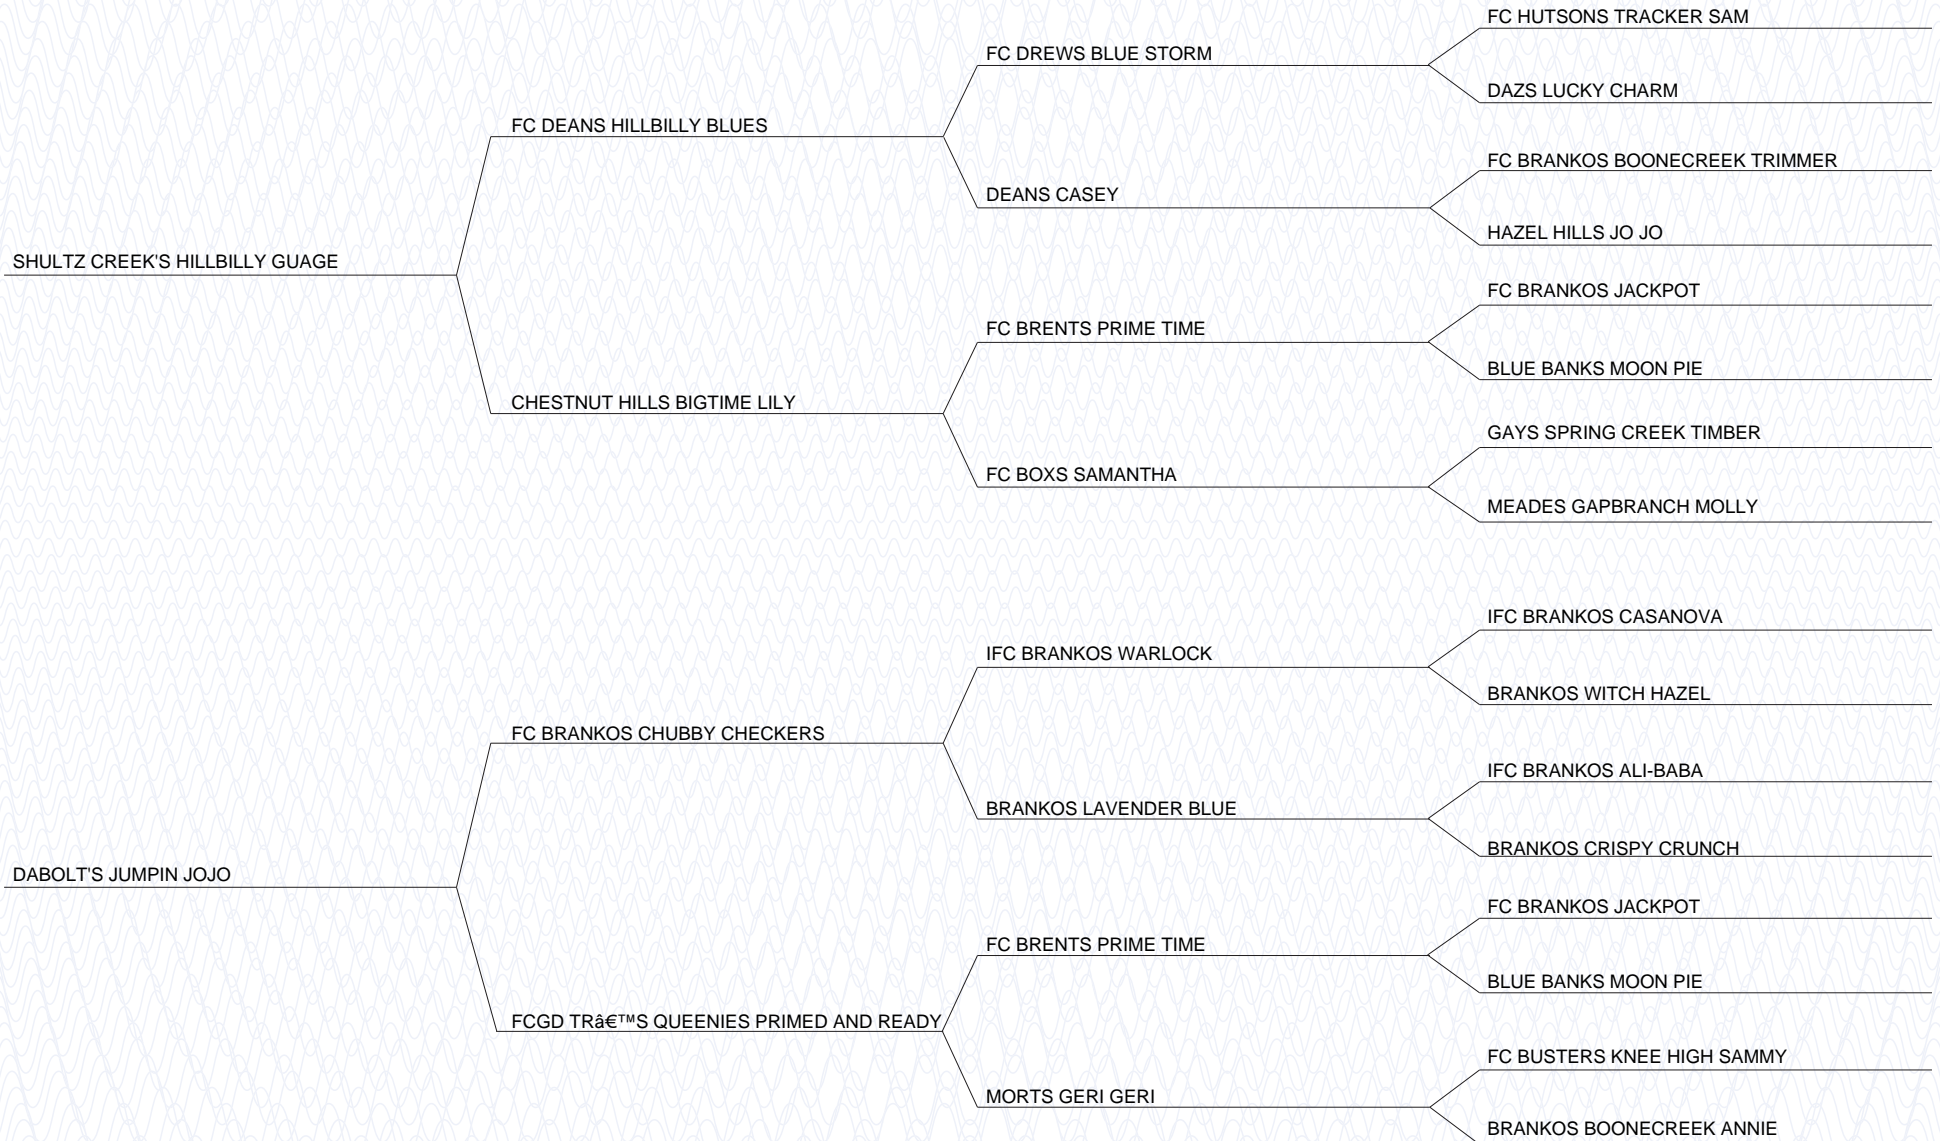 FC HUTSONS TRACKER SAM
FC DREWS BLUE STORM
DAZS LUCKY CHARM
FC DEANS HILLBILLY BLUES
FC BRANKOS BOONECREEK TRIMMER
DEANS CASEY
HAZEL HILLS JO JO
SHULTZ CREEK'S HILLBILLY GUAGE
FC BRANKOS JACKPOT
FC BRENTS PRIME TIME
BLUE BANKS MOON PIE
CHESTNUT HILLS BIGTIME LILY
GAYS SPRING CREEK TIMBER
FC BOXS SAMANTHA
MEADES GAPBRANCH MOLLY
IFC BRANKOS CASANOVA
IFC BRANKOS WARLOCK
BRANKOS WITCH HAZEL
FC BRANKOS CHUBBY CHECKERS
IFC BRANKOS ALI-BABA
BRANKOS LAVENDER BLUE
BRANKOS CRISPY CRUNCH
DABOLT'S JUMPIN JOJO
FC BRANKOS JACKPOT
FC BRENTS PRIME TIME
BLUE BANKS MOON PIE
FCGD TRâ€™S QUEENIES PRIMED AND READY
FC BUSTERS KNEE HIGH SAMMY
MORTS GERI GERI
BRANKOS BOONECREEK ANNIE